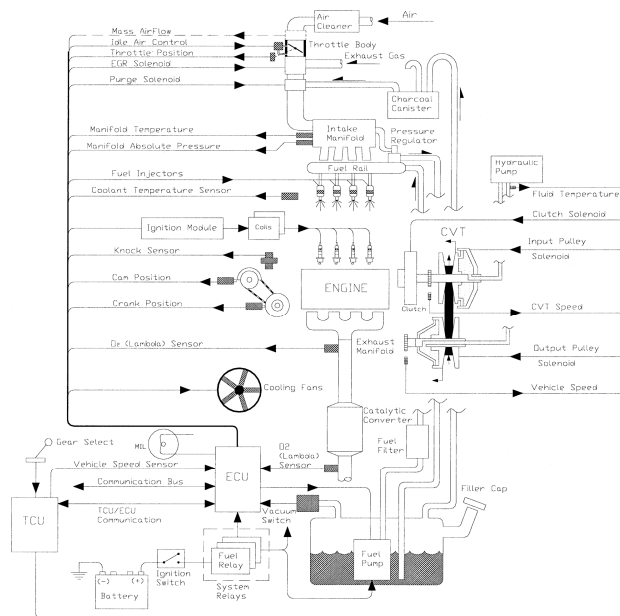 Air Cleaner
Air
Mass AirFlow
Idle Air Control
Throttle Position
EGR Solenoid
Purge Solenoid
Throttle Body
Exhaust Gas
Charcoal Canister
Manifold Temperature
Manifold Absolute Pressure
Intake Manifold
Pressure Regulator
Fuel Rail
Fuel Injectors
Coolant Temperature Sensor
Hydraulic Pump
Fluid Temperature
Clutch Solenoid
Ignition Module
Coils
CVT
Input Pulley Solenoid
Knock Sensor
Cam Position
Crank Position
ENGINE
Clutch
CVT Speed
O2 (Lambda) Sensor
Exhaust Manifold
Output Pulley Solenoid
Vehicle Speed
Cooling Fans
Catalytic Converter
Fuel Filter
Gear Select
MIL
O2 (Lambda) Sensor
Vehicle Speed Sensor
ECU
Communication Bus
TCU
TCU/ECU Communication
Vacuum Switch
Filler Cap
Fuel Relay
Fuel Pump
Ignition Switch
System Relays
(-) (+)
Battery